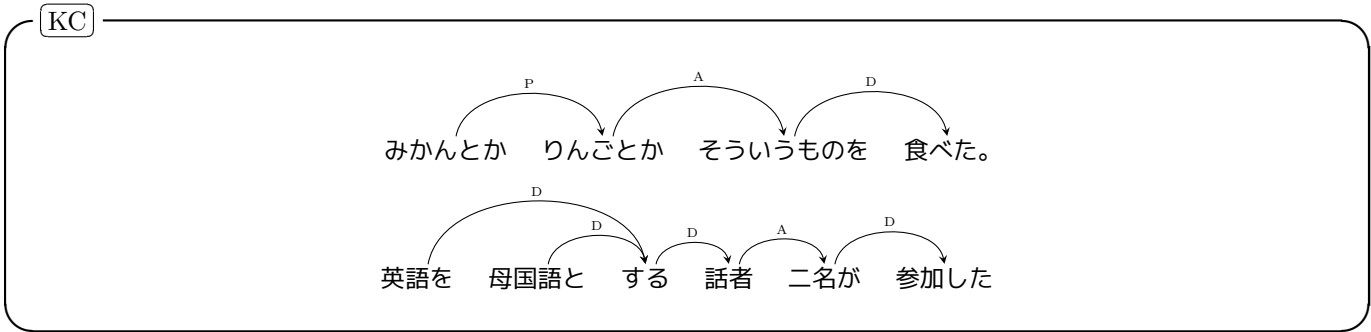 KC
P A D
みかんとか りんごとか そういうものを 食べた。
D D D A D
英語を 母国語と する 話者 二名が 参加した